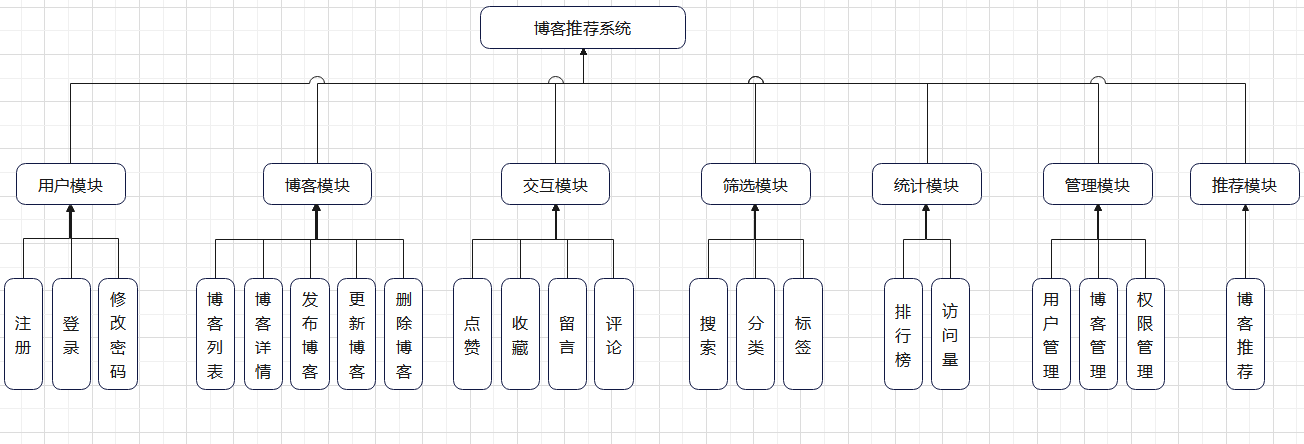 博客推荐系统
用户模块
博客模块
交互模块
筛选模块
统计模块
管理模块
推荐模块
注册
登录
修改密码
博客列表
博客详情
发布博客
更新博客
删除博客
点赞
收藏
留言
评论
搜索
分类
标签
排行榜
访问量
用户管理
博客管理
权限管理
博客推荐